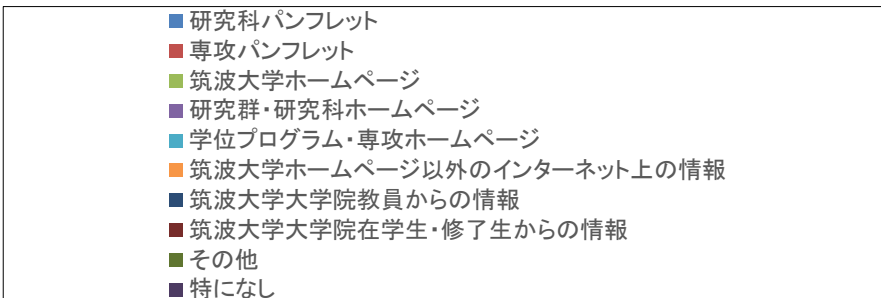 研究科パンフレット
専攻パンフレット
筑波大学ホームページ
研究群・研究科ホームページ
学位プログラム・専攻ホームページ
筑波大学ホームページ以外のインターネット上の情報
筑波大学大学院教員からの情報
筑波大学大学院在学生・修了生からの情報
その他
特になし